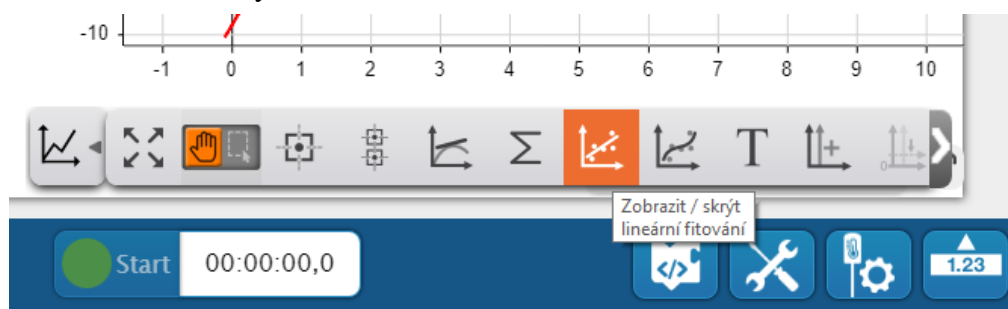 -10
-1 0 1 2 3 4 5 6 7 8 9 10
Σ T
0
Zobrazit / skrýt
lineární fitování
Start 00:00:00,0
</> 1.23